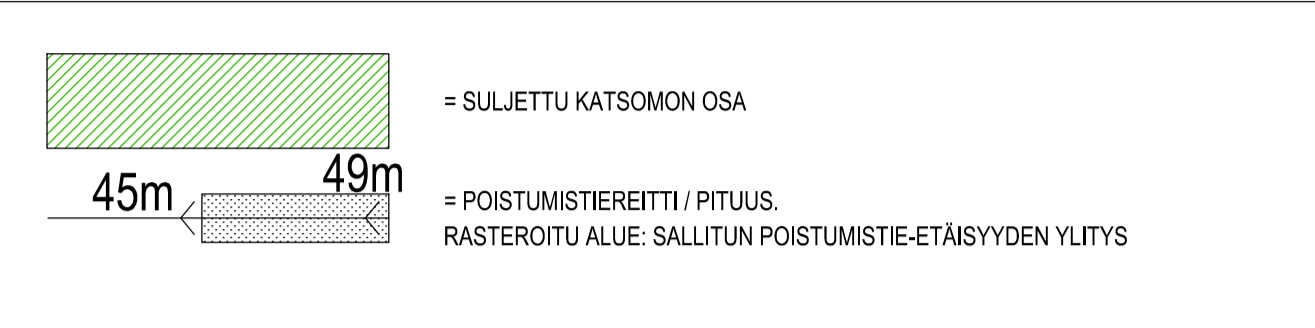 = SULJETTU KATSOMON OSA
45m
49m
= POISTUMISTIEREITTI / PITUUS.
RASTEROITU ALUE: SALLITUN POISTUMISTIE-ETÄISYYDEN YLITYS